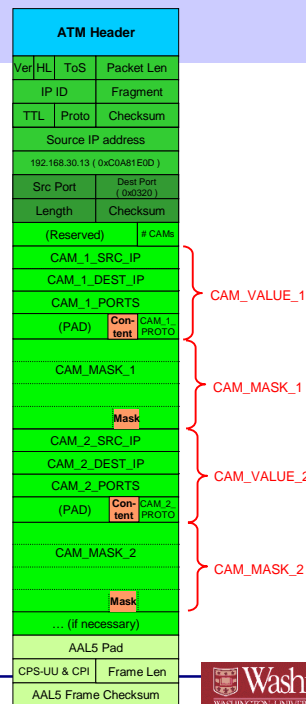 ATM Header
Ver HL ToS Packet Len
IP ID Fragment
TTL Proto Checksum
Source IP address
192.168.30.13 ( 0xC0A81E0D )
Src Port Dest Port
( 0x0320 )
Length Checksum
(Reserved) # CAMs
CAM_1_SRC_IP
CAM_1_DEST_IP
CAM_1_PORTS
CAM_VALUE_1
(PAD) Con-
tent CAM_1_
PROTO
CAM_MASK_1
CAM_MASK_1
Mask
CAM_2_SRC_IP
CAM_2_DEST_IP
CAM_2_PORTS
CAM_VALUE_2
(PAD) Con-
tent CAM_2_
PROTO
CAM_MASK_2
CAM_MASK_2
Mask
... (if necessary)
AAL5 Pad
CPS-UU & CPI Frame Len
AAL5 Frame Checksum